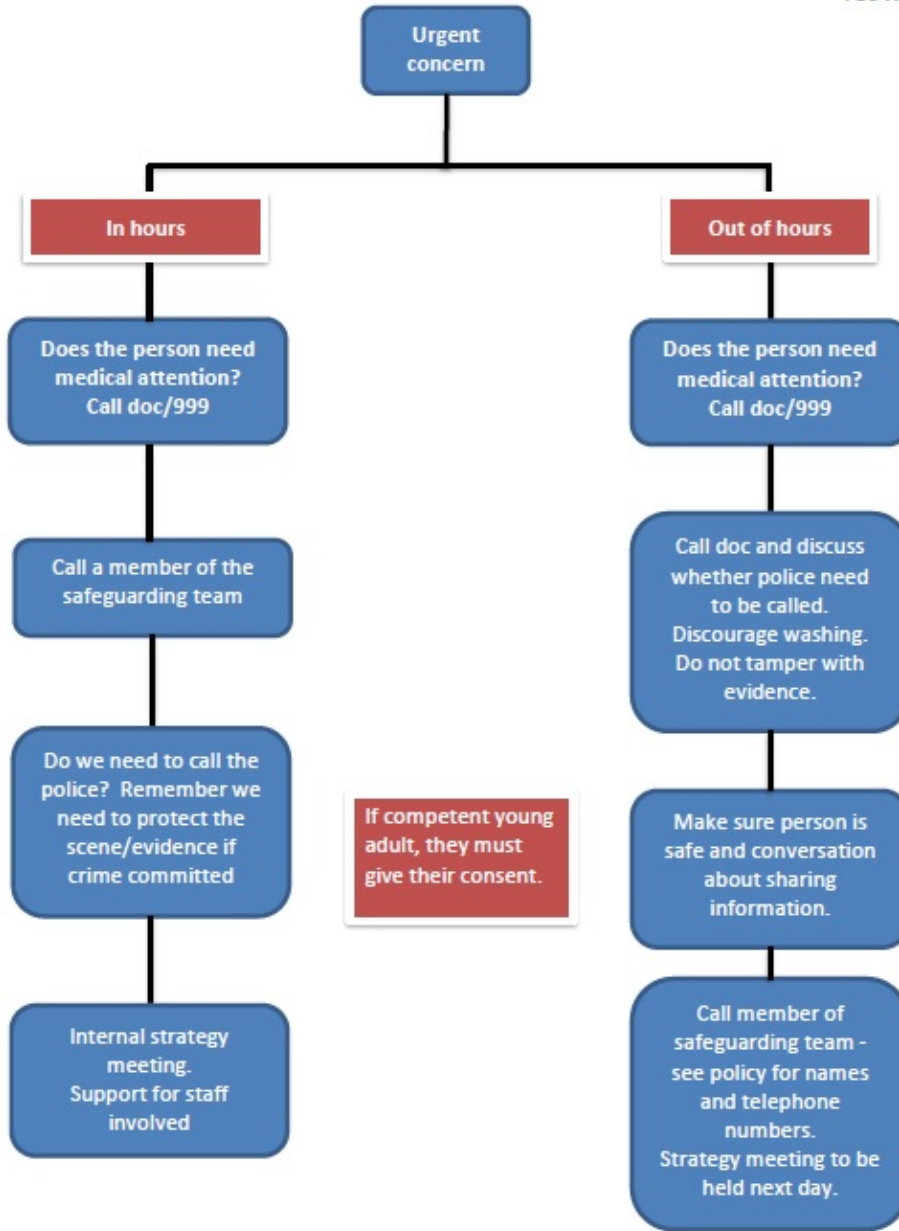 Urgent
concern
In hours
Does the person need
medical attention?
Call doc/999
Call a member of the
safeguarding team
Do we need to call the
police? Remember we
need to protect the
scene/evidence if
crime committed
Internal strategy
meeting.
Support for staff
involved
If competent young
adult, they must
give their consent.
Out of hours
Does the person need
medical attention?
Call doc/999
Call doc and discuss
whether police need
to be called.
Discourage washing.
Do not tamper with
evidence.
Make sure person is
safe and conversation
about sharing
information.
Call member of
safeguarding team -
see policy for names
and telephone
numbers.
Strategy meeting to be
held next day.